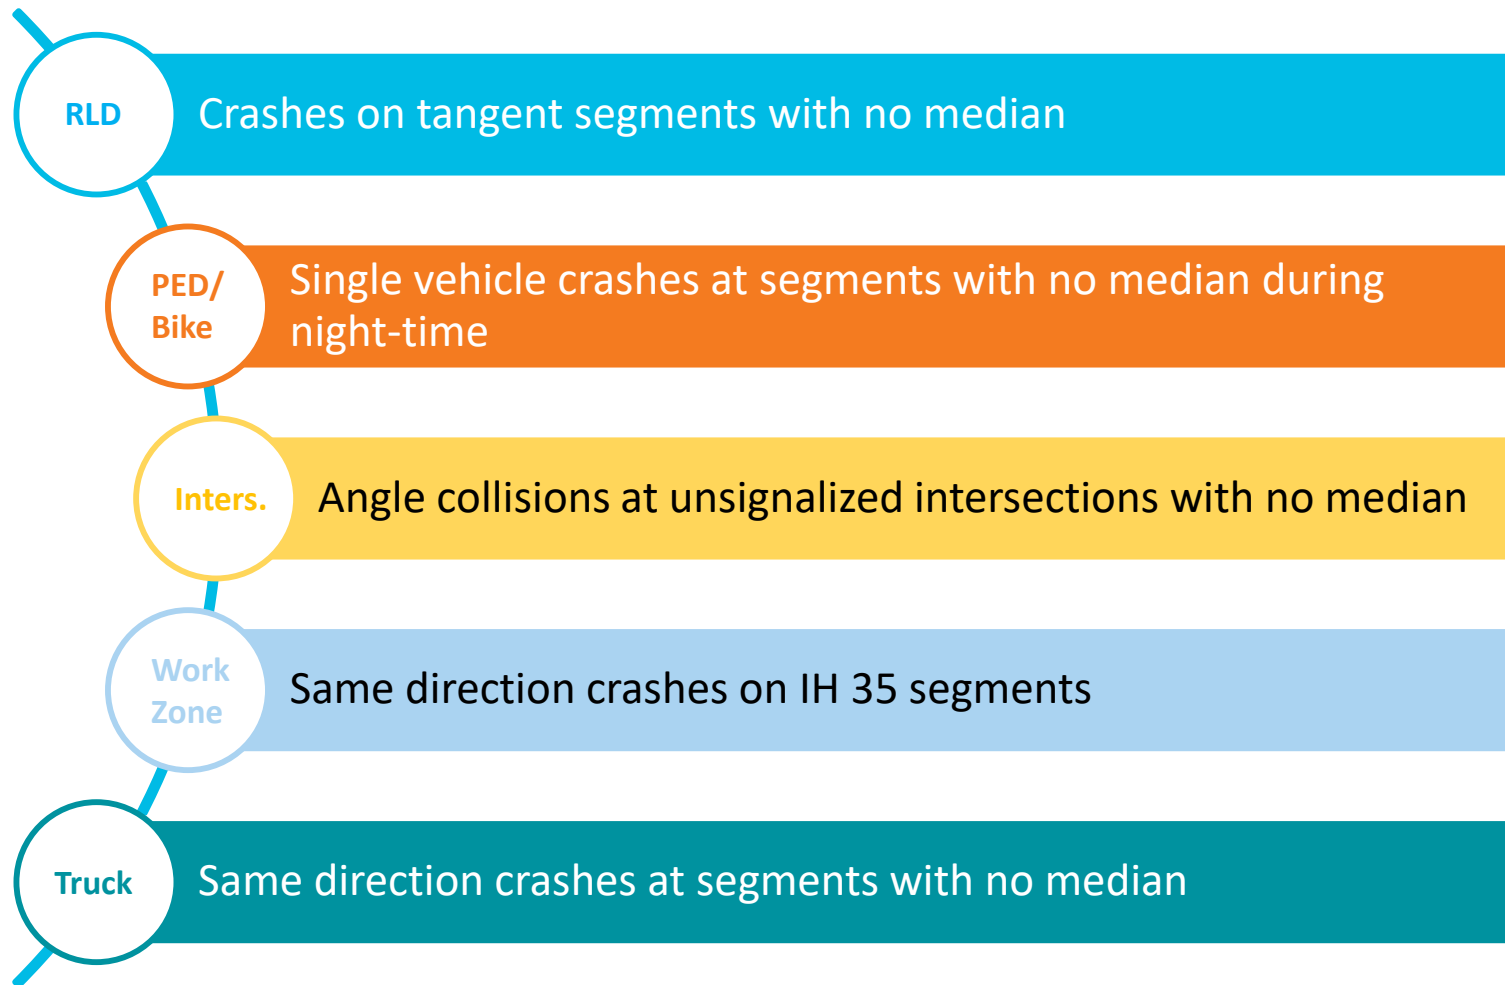 RLD
Crashes on tangent segments with no median
PED/
Bike
Single vehicle crashes at segments with no median during
night-time
Inters.
Angle collisions at unsignalized intersections with no median
Work
Zone
Same direction crashes on IH 35 segments
Truck
Same direction crashes at segments with no median